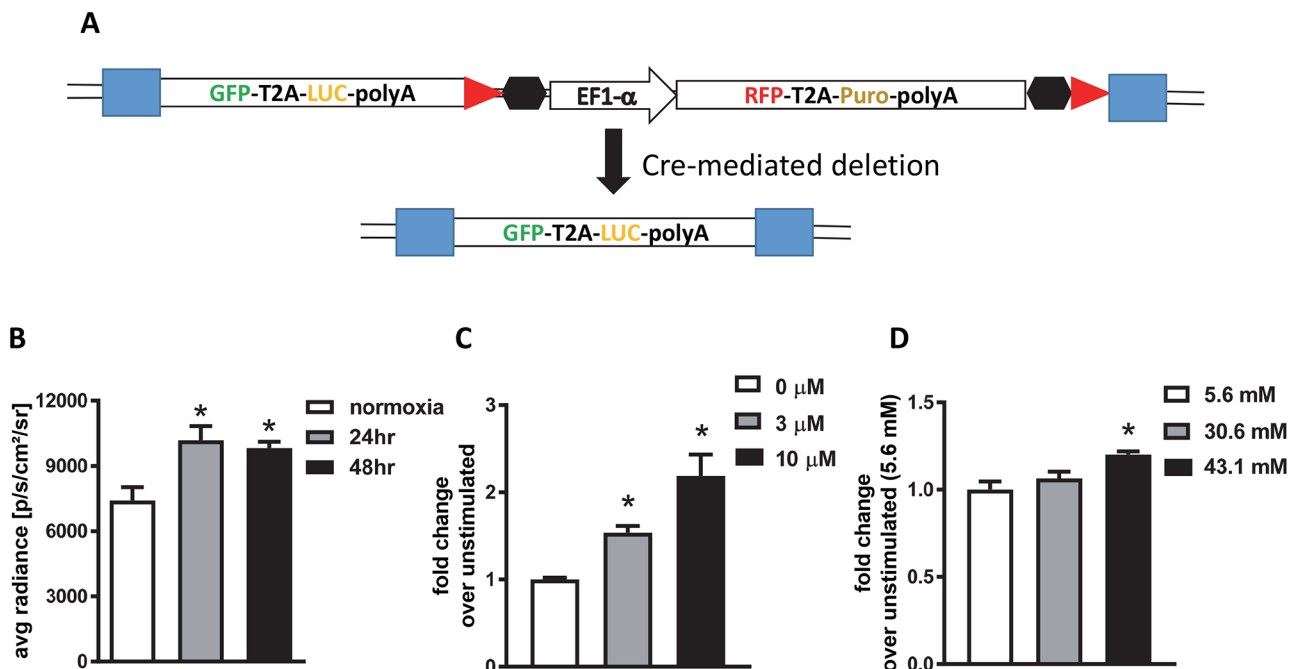 A
GFP-T2A-LUC-polyA
EF1-α
RFP-T2A-Puro-polyA
Cre-mediated deletion
GFP-T2A-LUC-polyA
B
avg radiance [p/s/cm²/sr]
12000
9000
6000
3000
0
*
*
normoxia
24hr
48hr
C
fold change
over unstimulated
3
2
1
0
*
*
0 μM
3 μM
10 μM
D
fold change
over unstimulated (5.6 mM)
1.5
1.0
0.5
0.0
*
5.6 mM
30.6 mM
43.1 mM